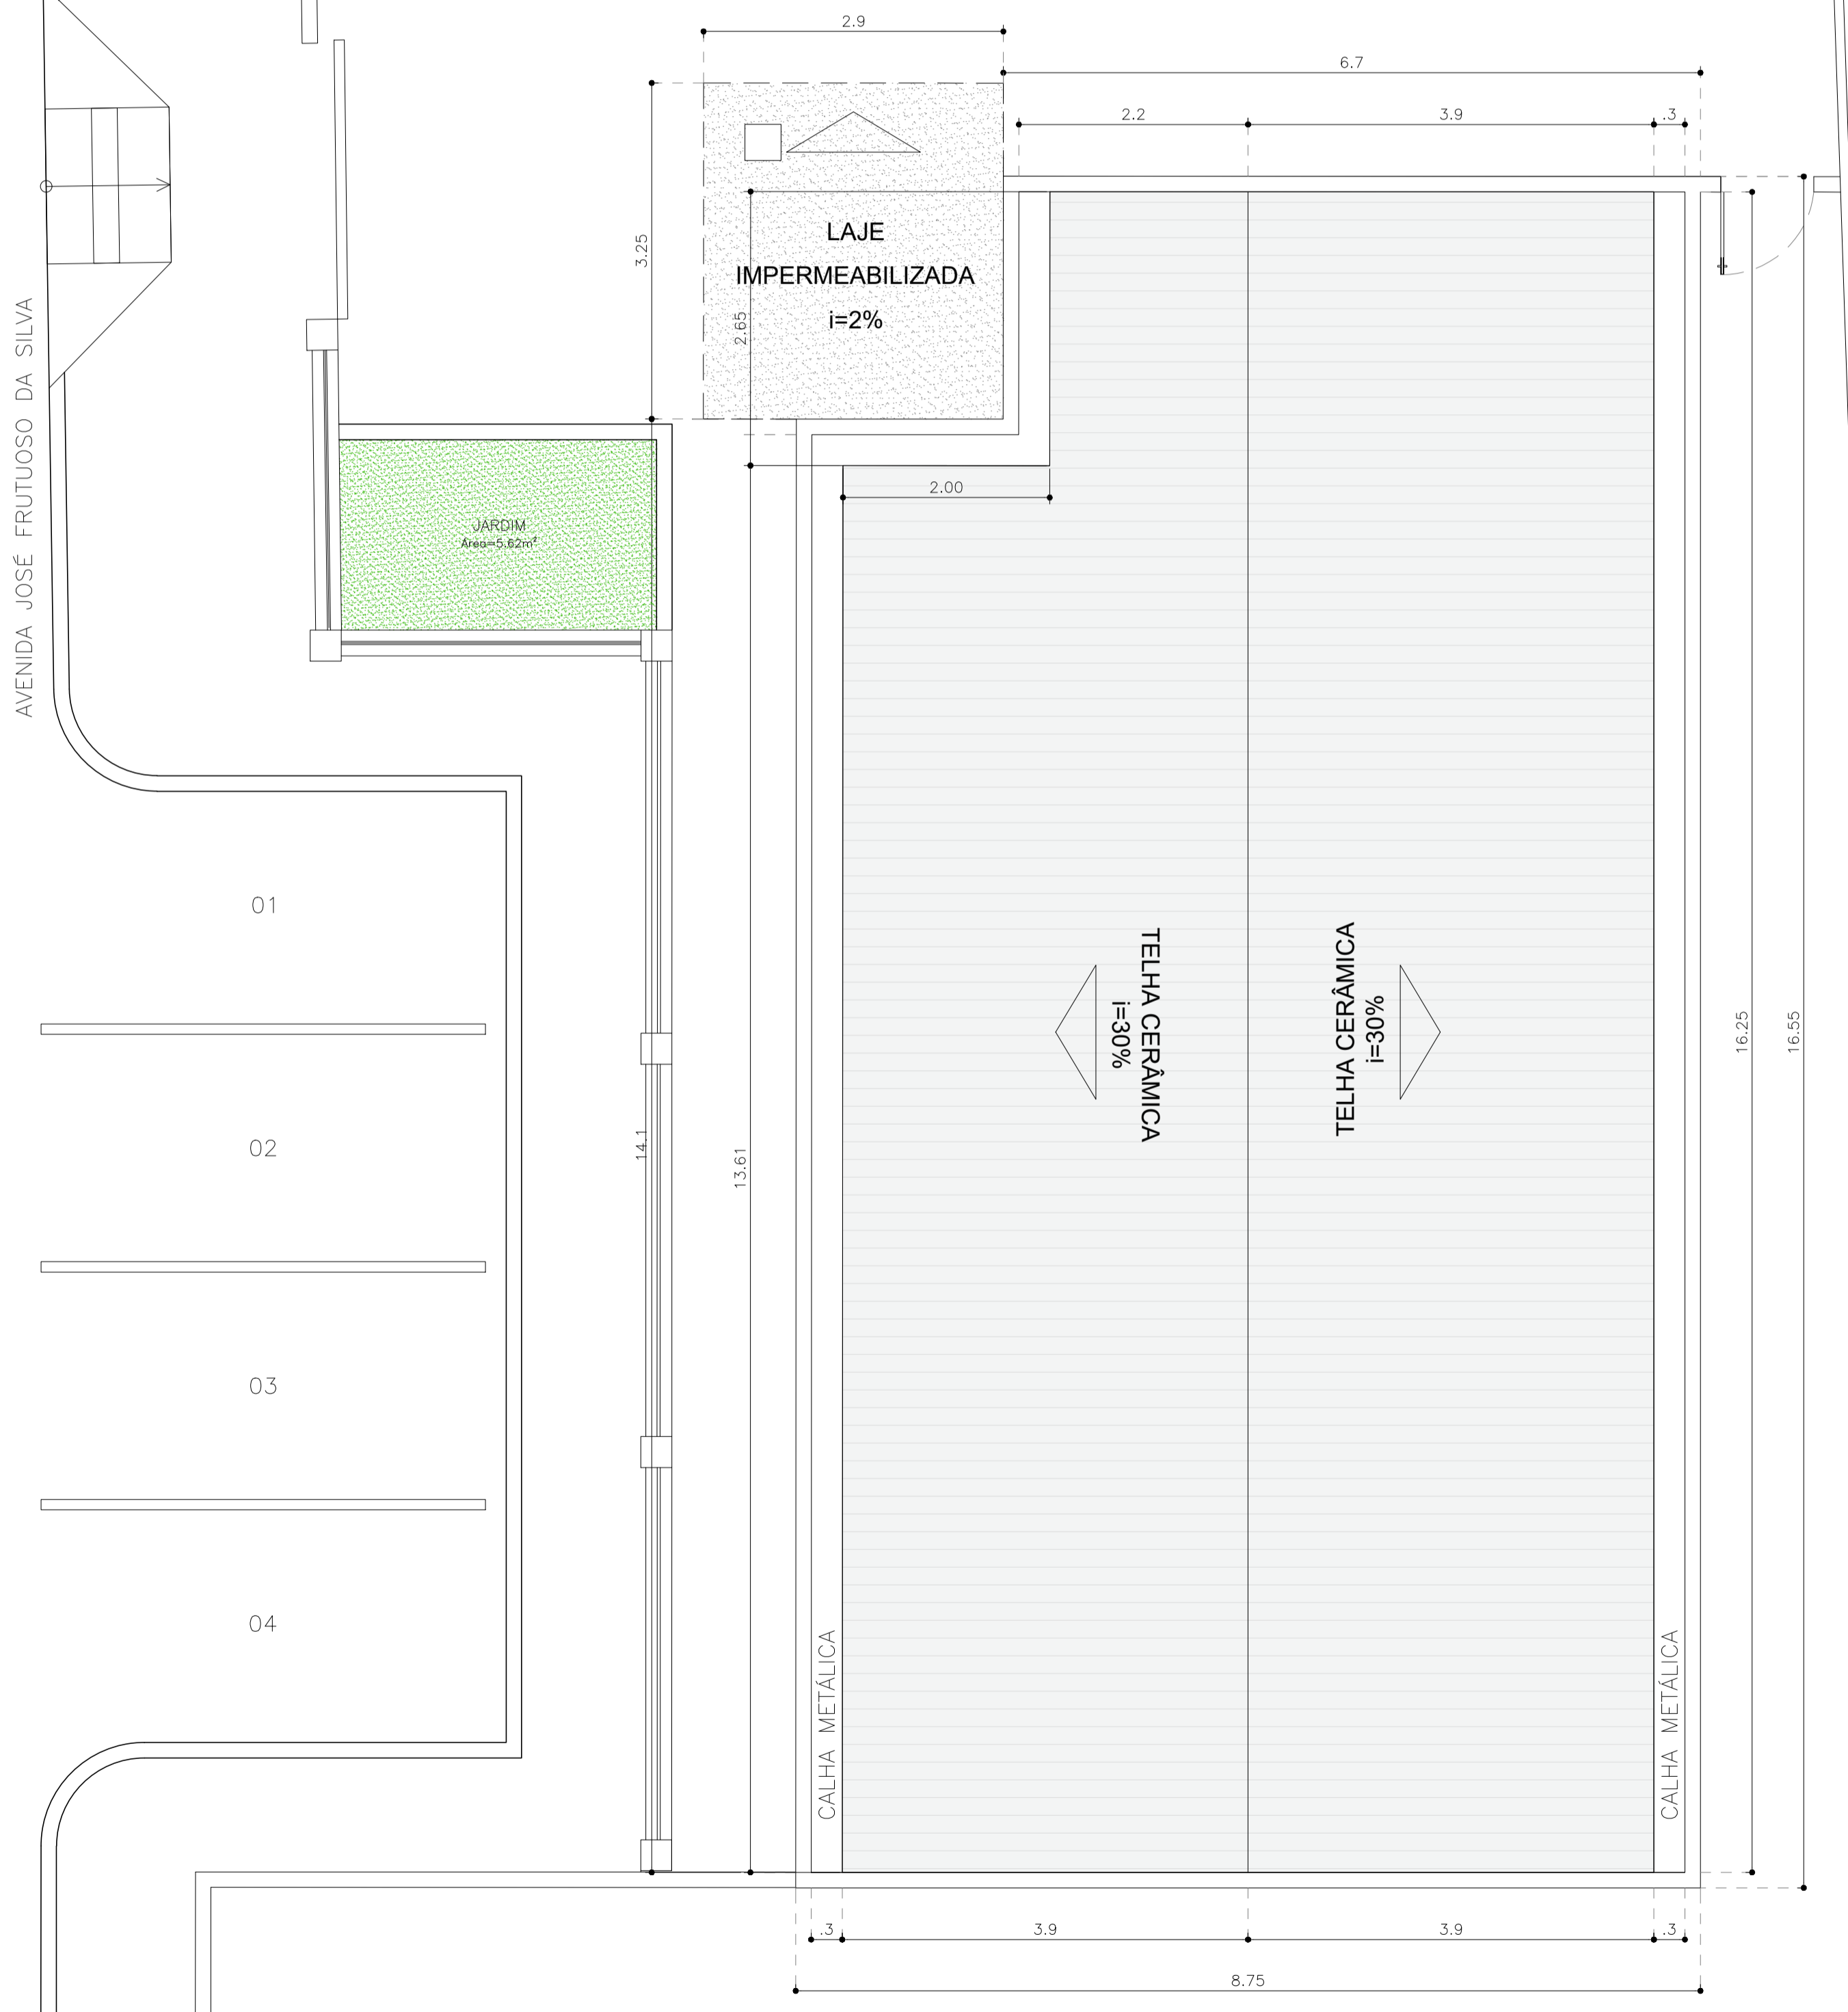 2.9
6.7
2.2
3.9
.3
3.25
LAJE
IMPERMEABILIZADA
i=2%
2.65
AVENIDA JOSÉ FRUTUOSO DA SILVA
2.00
JARDIM
Área=5.62m²
01
TELHA CERÂMICA
i=30%
TELHA CERÂMICA
i=30%
16.25
16.55
02
14.1
13.61
03
04
CALHA METÁLICA
CALHA METÁLICA
.3
3.9
3.9
.3
8.75